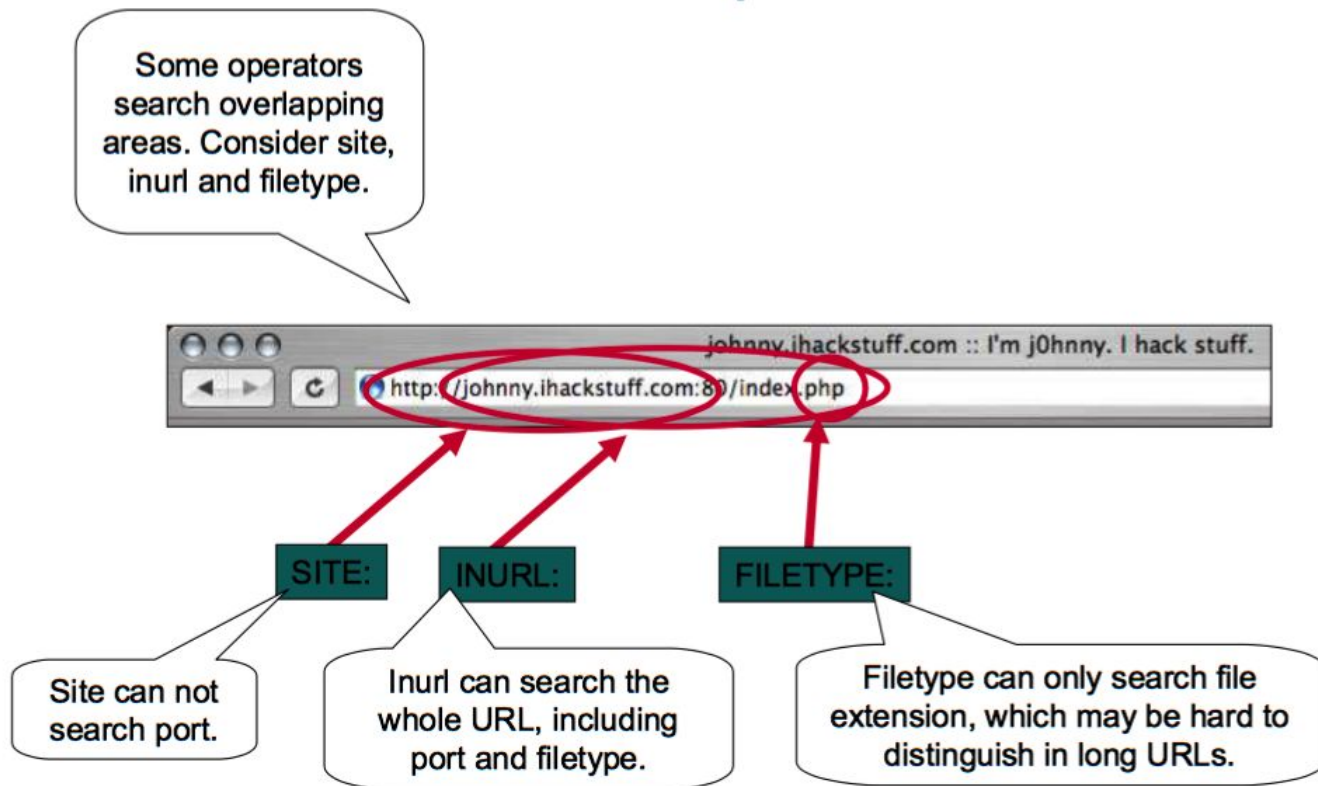 Some operators
search overlapping
areas. Consider site,
inurl and filetype.
johnny.ihackstuff.com :: I'm j0hnny. I hack stuff.
http://johnny.ihackstuff.com:80/index.php
SITE:
INURL:
FILETYPE:
Site can not
search port.
Inurl can search the
whole URL, including
port and filetype.
Filetype can only search file
extension, which may be hard to
distinguish in long URLs.